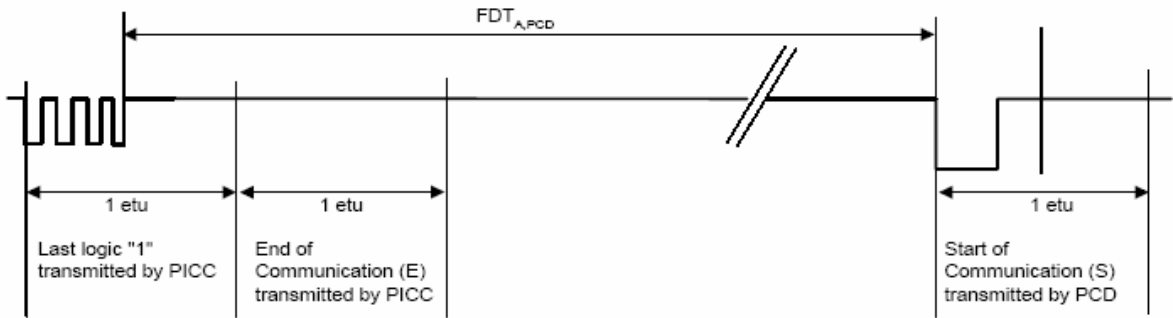 FDT A,PCD
1 etu
1 etu
1 etu
Last logic "1"
transmitted by PICC
End of
Communication (E)
transmitted by PICC
Start of
Communication (S)
transmitted by PCD